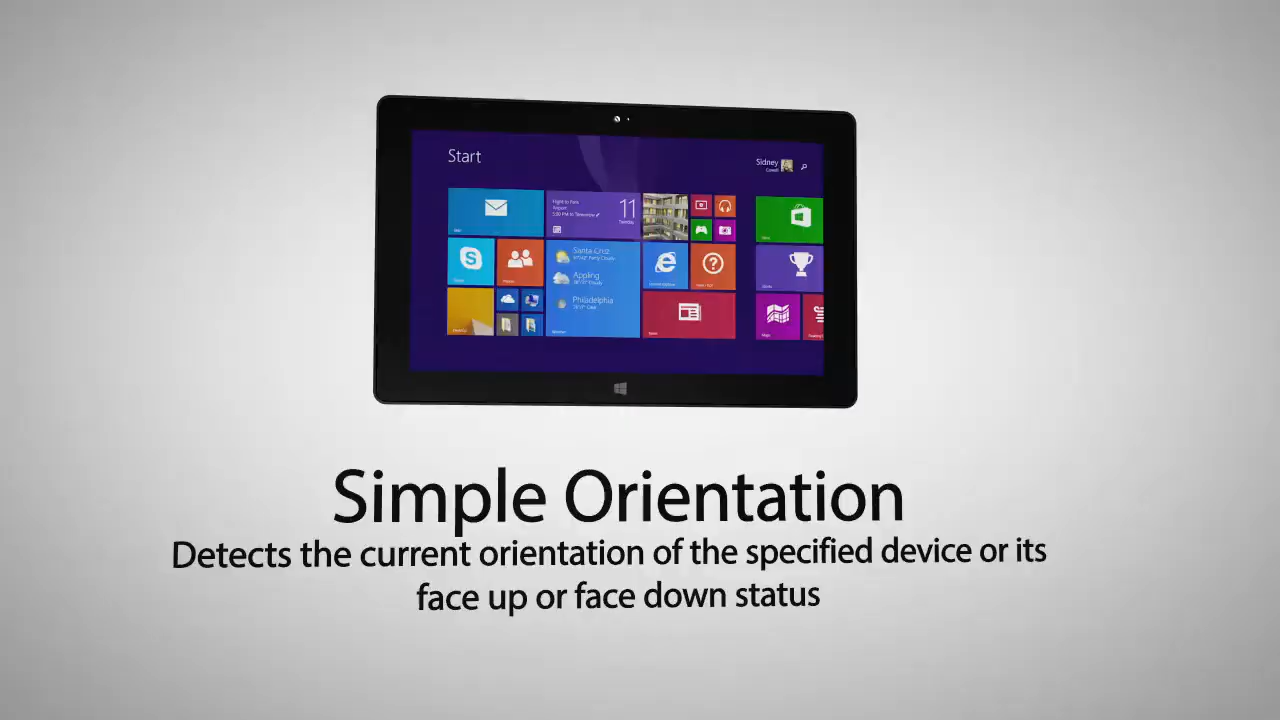 Start
Sidney
11
Tuesday
Santa Cruz
Appling
Philadelphia
Simple Orientation
Detects the current orientation of the specified device or its
face up or face down status